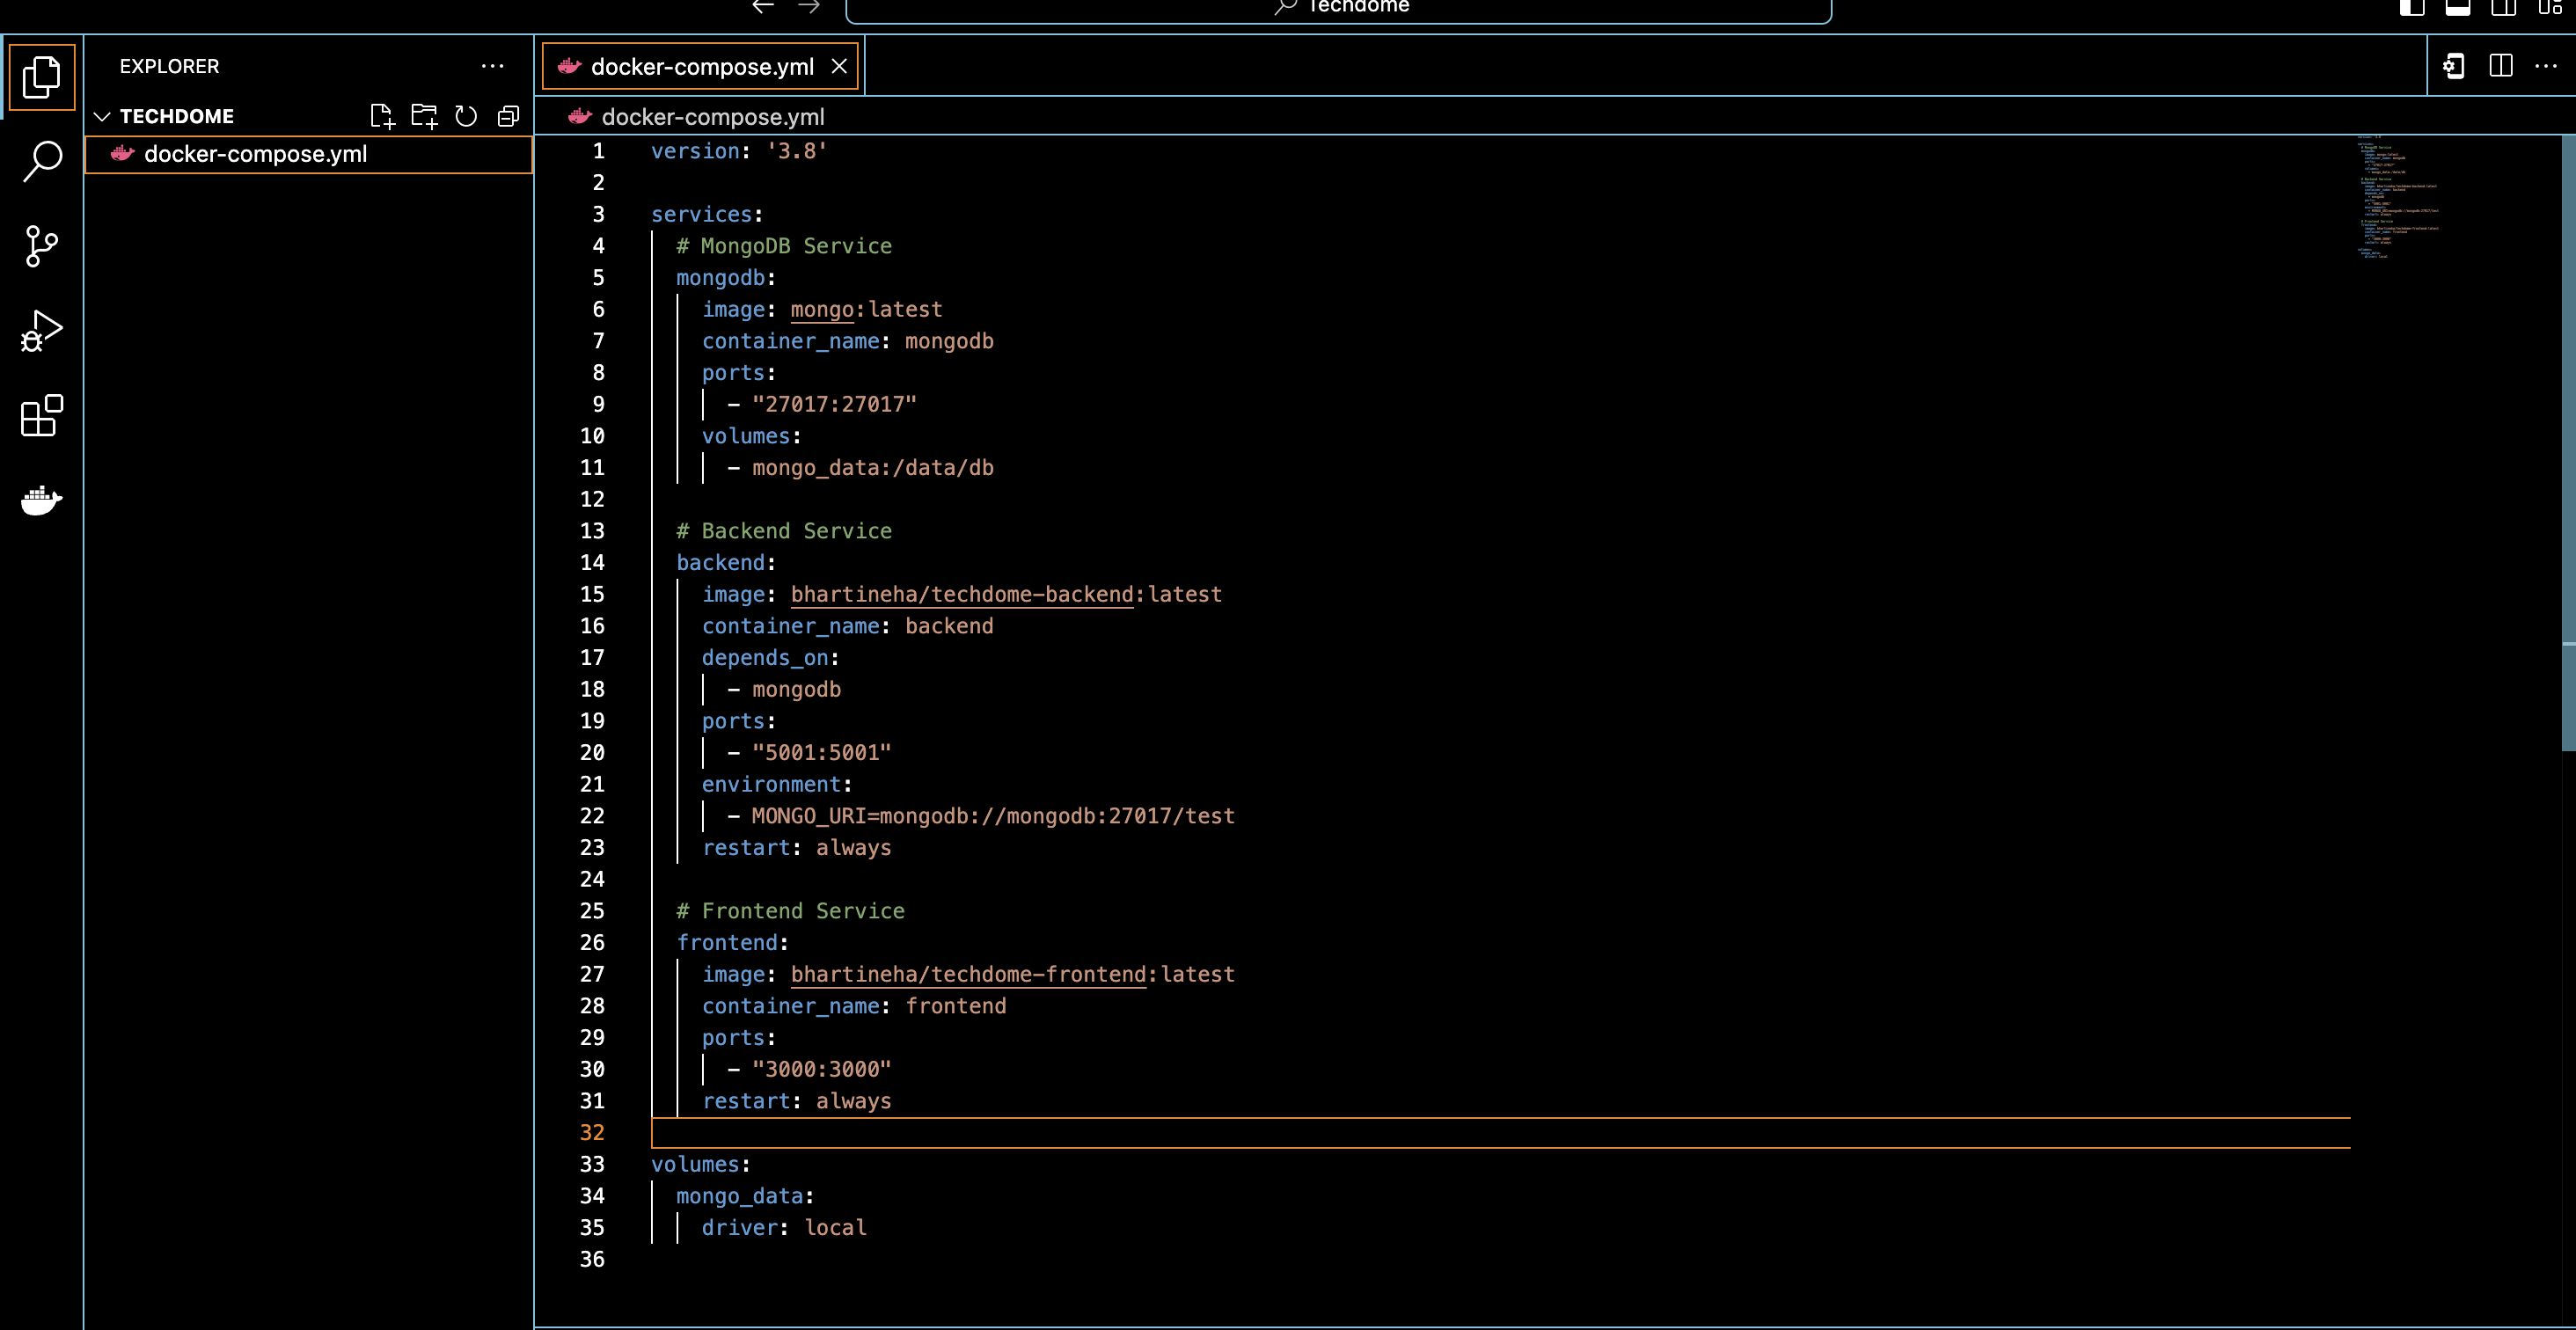 Techdome
EXPLORER
TECHDOME
docker-compose.yml
docker-compose.yml
docker-compose.yml
1 version: '3.8'
2
3 services:
4   # MongoDB Service
5   mongodb:
6     image: mongo:latest
7     container_name: mongodb
8     ports:
9       - "27017:27017"
10     volumes:
11       - mongo_data:/data/db
12
13   # Backend Service
14   backend:
15     image: bhartineha/techdome-backend:latest
16     container_name: backend
17     depends_on:
18       - mongodb
19     ports:
20       - "5001:5001"
21     environment:
22       - MONGO_URI=mongodb://mongodb:27017/test
23     restart: always
24
25   # Frontend Service
26   frontend:
27     image: bhartineha/techdome-frontend:latest
28     container_name: frontend
29     ports:
30       - "3000:3000"
31     restart: always
32
33 volumes:
34   mongo_data:
35     driver: local
36